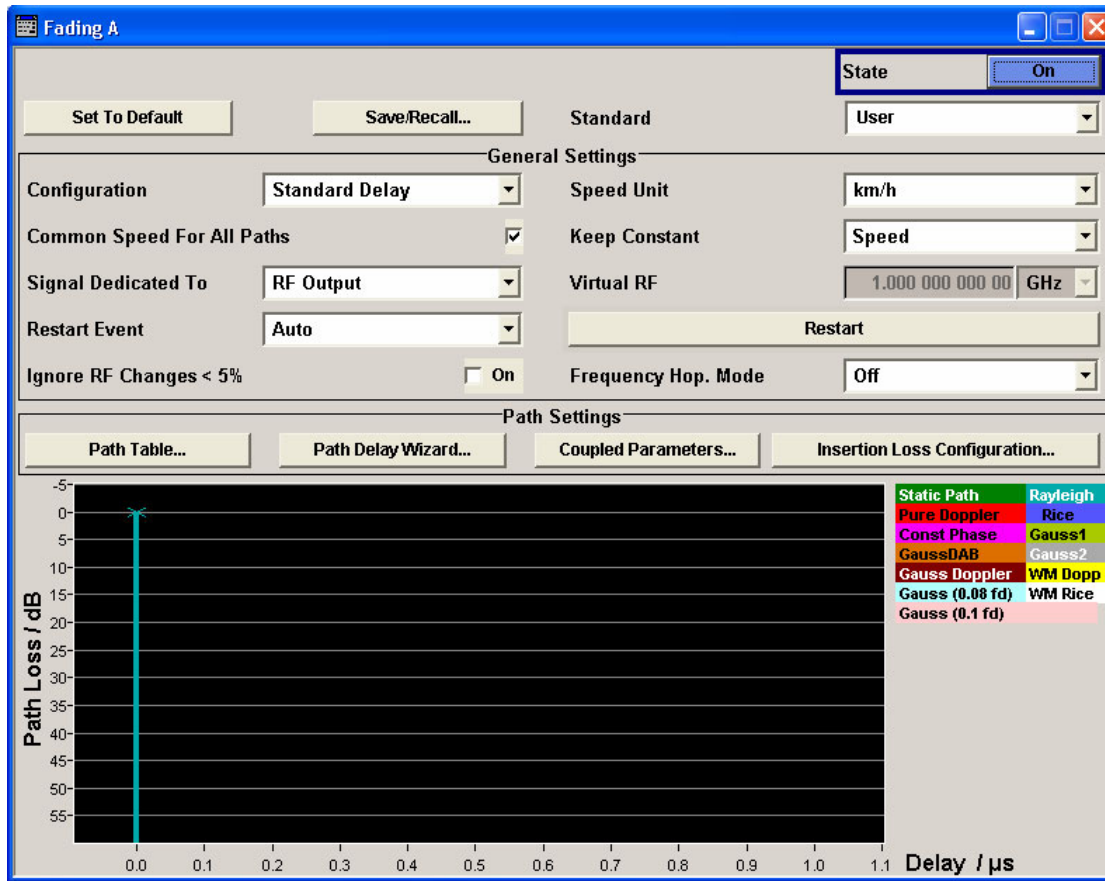 Fading A
State On
Set To Default Save/Recall... Standard User
General Settings
Configuration Standard Delay Speed Unit km/h
Common Speed For All Paths Keep Constant Speed
Signal Dedicated To RF Output Virtual RF 1.000 000 000 00 GHz
Restart Event Auto Restart
Ignore RF Changes < 5% On Frequency Hop. Mode Off
Path Settings
Path Table... Path Delay Wizard... Coupled Parameters... Insertion Loss Configuration...
Path Loss / dB
-5
0
5
10
15
20
25
30
35
40
45
50
55
0.0 0.1 0.2 0.3 0.4 0.5 0.6 0.7 0.8 0.9 1.0 1.1 Delay / µs
Static Path Rayleigh
Pure Doppler Rice
Const Phase Gauss1
GaussDAB Gauss2
Gauss Doppler WM Dopp
Gauss (0.08 fd) WM Rice
Gauss (0.1 fd)